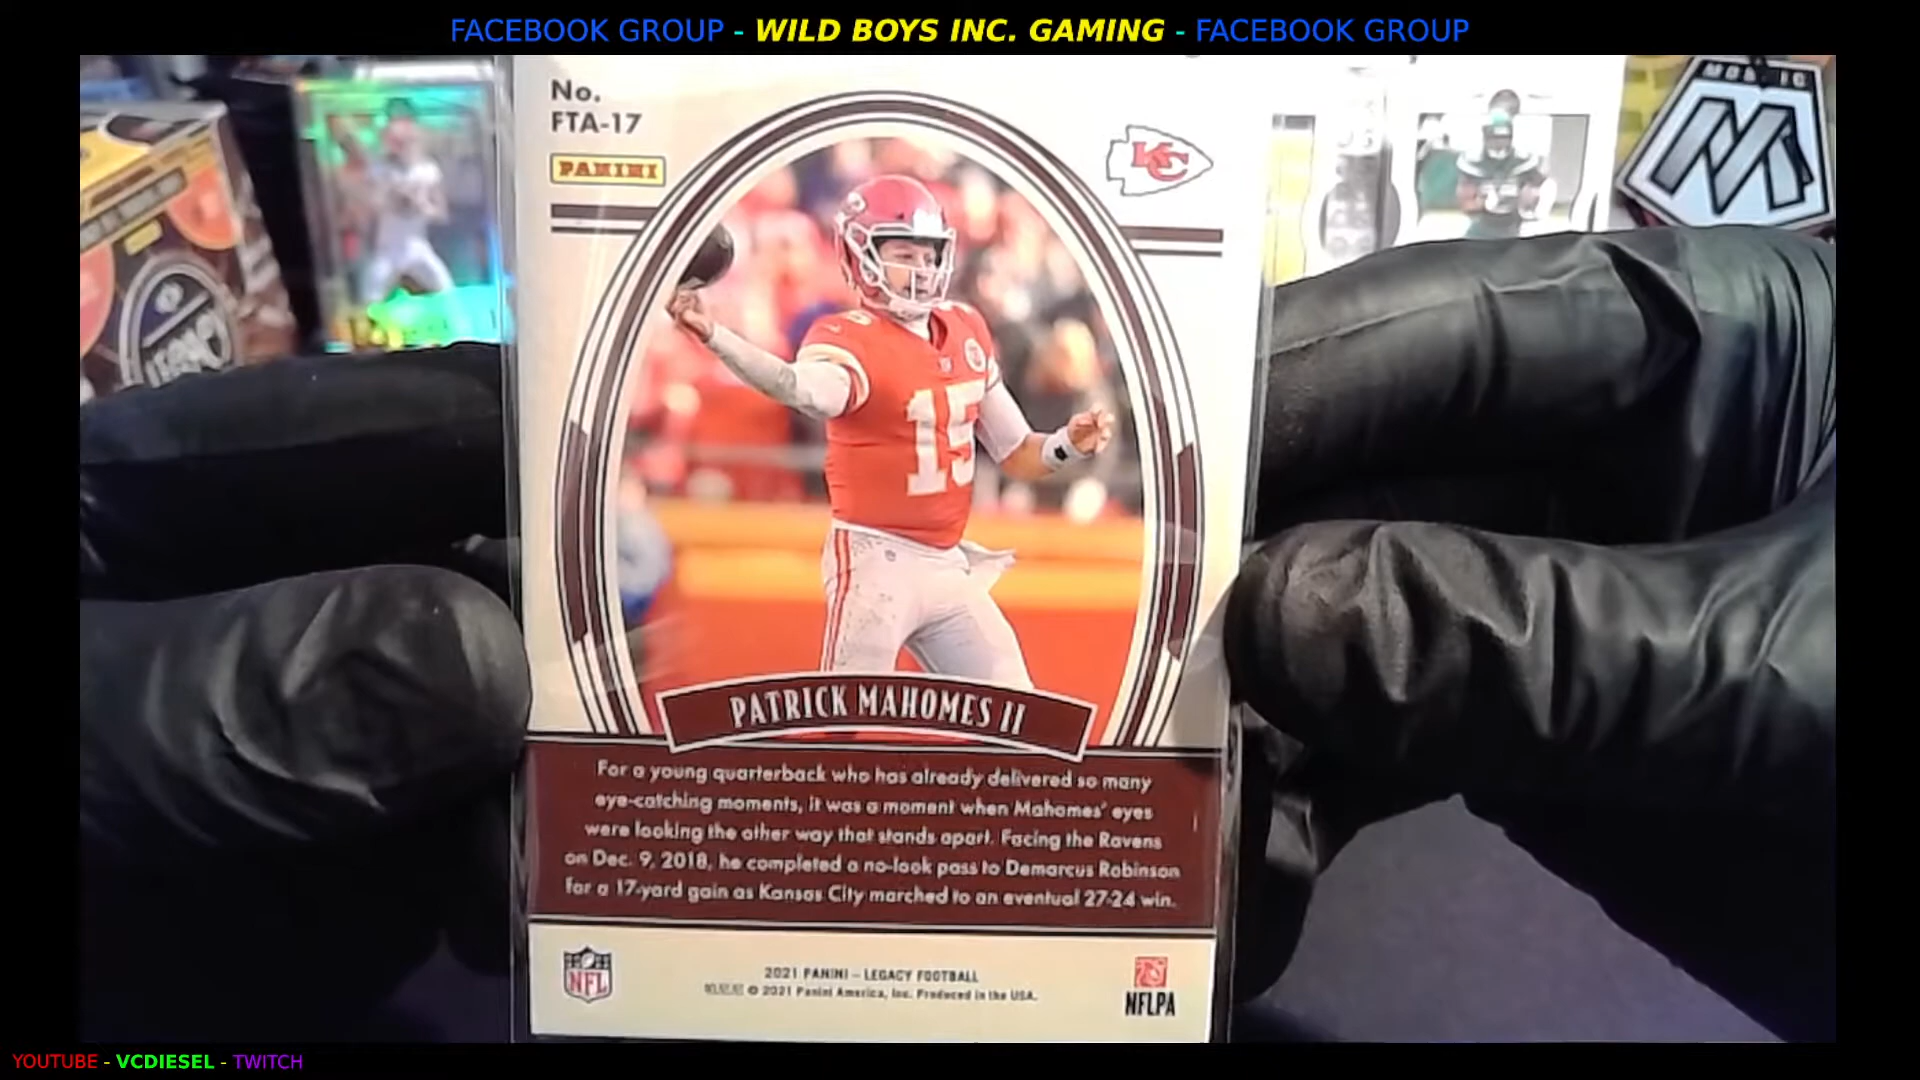 FACEBOOK GROUP - WILD BOYS INC. GAMING - FACEBOOK GROUP
No.
FTA-17
PANINI
KC
MOSAIC
LEGACY
15
PATRICK MAHOMES II
For a young quarterback who has already delivered so many
eye-catching moments, it was a moment when Mahomes' eyes
were looking the other way that stands apart. Facing the Ravens
on Dec. 9, 2018, he completed a no-look pass to Demarcus Robinson
for a 17-yard gain as Kansas City marched to an eventual 27-24 win.
NFL
2021 PANINI – LEGACY FOOTBALL
© 2021 Panini America, Inc. Produced in the USA.
NFLPA
YOUTUBE - VCDIESEL - TWITCH